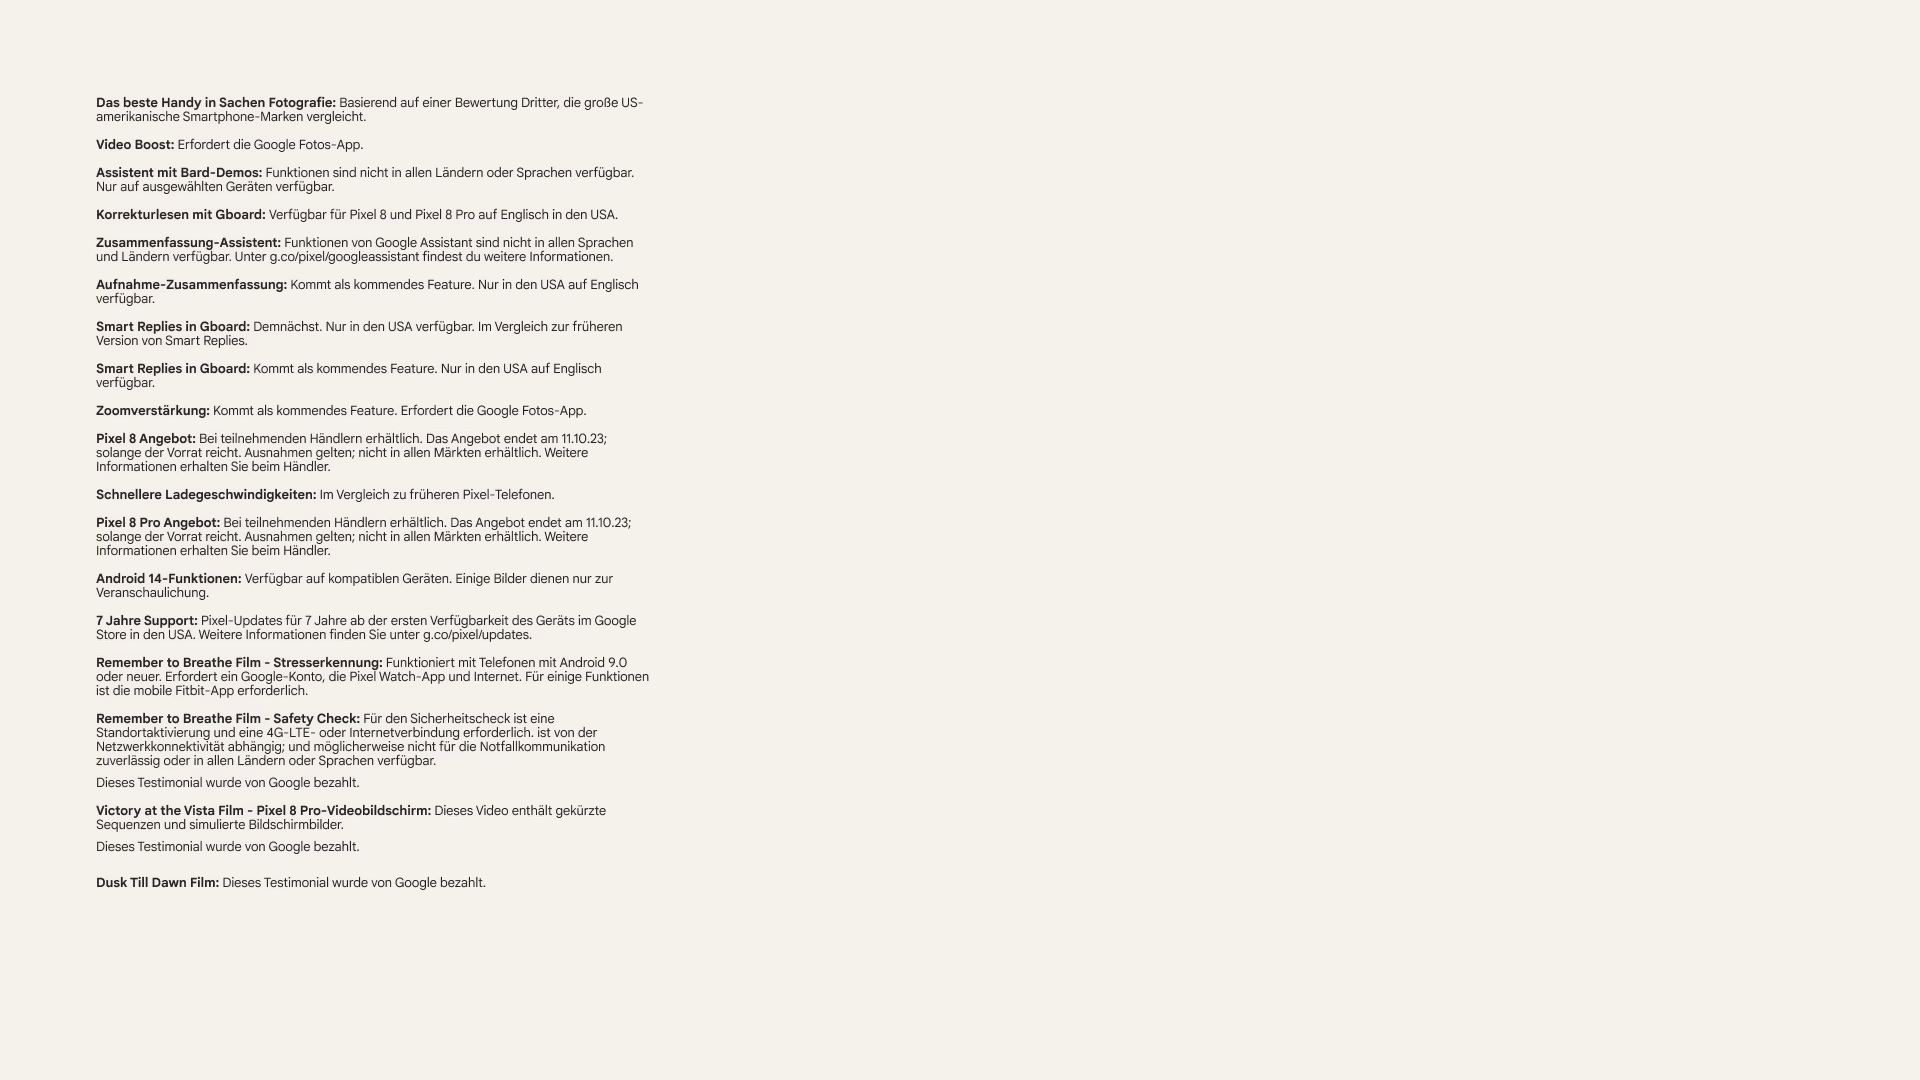 Das beste Handy in Sachen Fotografie: Basierend auf einer Bewertung Dritter, die große US-
amerikanische Smartphone-Marken vergleicht.
Video Boost: Erfordert die Google Fotos-App.
Assistent mit Bard-Demos: Funktionen sind nicht in allen Ländern oder Sprachen verfügbar.
Nur auf ausgewählten Geräten verfügbar.
Korrekturlesen mit Gboard: Verfügbar für Pixel 8 und Pixel 8 Pro auf Englisch in den USA.
Zusammenfassung-Assistent: Funktionen von Google Assistant sind nicht in allen Sprachen
und Ländern verfügbar. Unter g.co/pixel/googleassistant findest du weitere Informationen.
Aufnahme-Zusammenfassung: Kommt als kommendes Feature. Nur in den USA auf Englisch
verfügbar.
Smart Replies in Gboard: Demnächst. Nur in den USA verfügbar. Im Vergleich zur früheren
Version von Smart Replies.
Smart Replies in Gboard: Kommt als kommendes Feature. Nur in den USA auf Englisch
verfügbar.
Zoomverstärkung: Kommt als kommendes Feature. Erfordert die Google Fotos-App.
Pixel 8 Angebot: Bei teilnehmenden Händlern erhältlich. Das Angebot endet am 11.10.23;
solange der Vorrat reicht. Ausnahmen gelten; nicht in allen Märkten erhältlich. Weitere
Informationen erhalten Sie beim Händler.
Schnellere Ladegeschwindigkeiten: Im Vergleich zu früheren Pixel-Telefonen.
Pixel 8 Pro Angebot: Bei teilnehmenden Händlern erhältlich. Das Angebot endet am 11.10.23;
solange der Vorrat reicht. Ausnahmen gelten; nicht in allen Märkten erhältlich. Weitere
Informationen erhalten Sie beim Händler.
Android 14-Funktionen: Verfügbar auf kompatiblen Geräten. Einige Bilder dienen nur zur
Veranschaulichung.
7 Jahre Support: Pixel-Updates für 7 Jahre ab der ersten Verfügbarkeit des Geräts im Google
Store in den USA. Weitere Informationen finden Sie unter g.co/pixel/updates.
Remember to Breathe Film - Stresserkennung: Funktioniert mit Telefonen mit Android 9.0
oder neuer. Erfordert ein Google-Konto, die Pixel Watch-App und Internet. Für einige Funktionen
ist die mobile Fitbit-App erforderlich.
Remember to Breathe Film - Safety Check: Für den Sicherheitscheck ist eine
Standortaktivierung und eine 4G-LTE- oder Internetverbindung erforderlich. ist von der
Netzwerkkonnektivität abhängig; und möglicherweise nicht für die Notfallkommunikation
zuverlässig oder in allen Ländern oder Sprachen verfügbar.
Dieses Testimonial wurde von Google bezahlt.
Victory at the Vista Film - Pixel 8 Pro-Videobildschirm: Dieses Video enthält gekürzte
Sequenzen und simulierte Bildschirmbilder.
Dieses Testimonial wurde von Google bezahlt.
Dusk Till Dawn Film: Dieses Testimonial wurde von Google bezahlt.